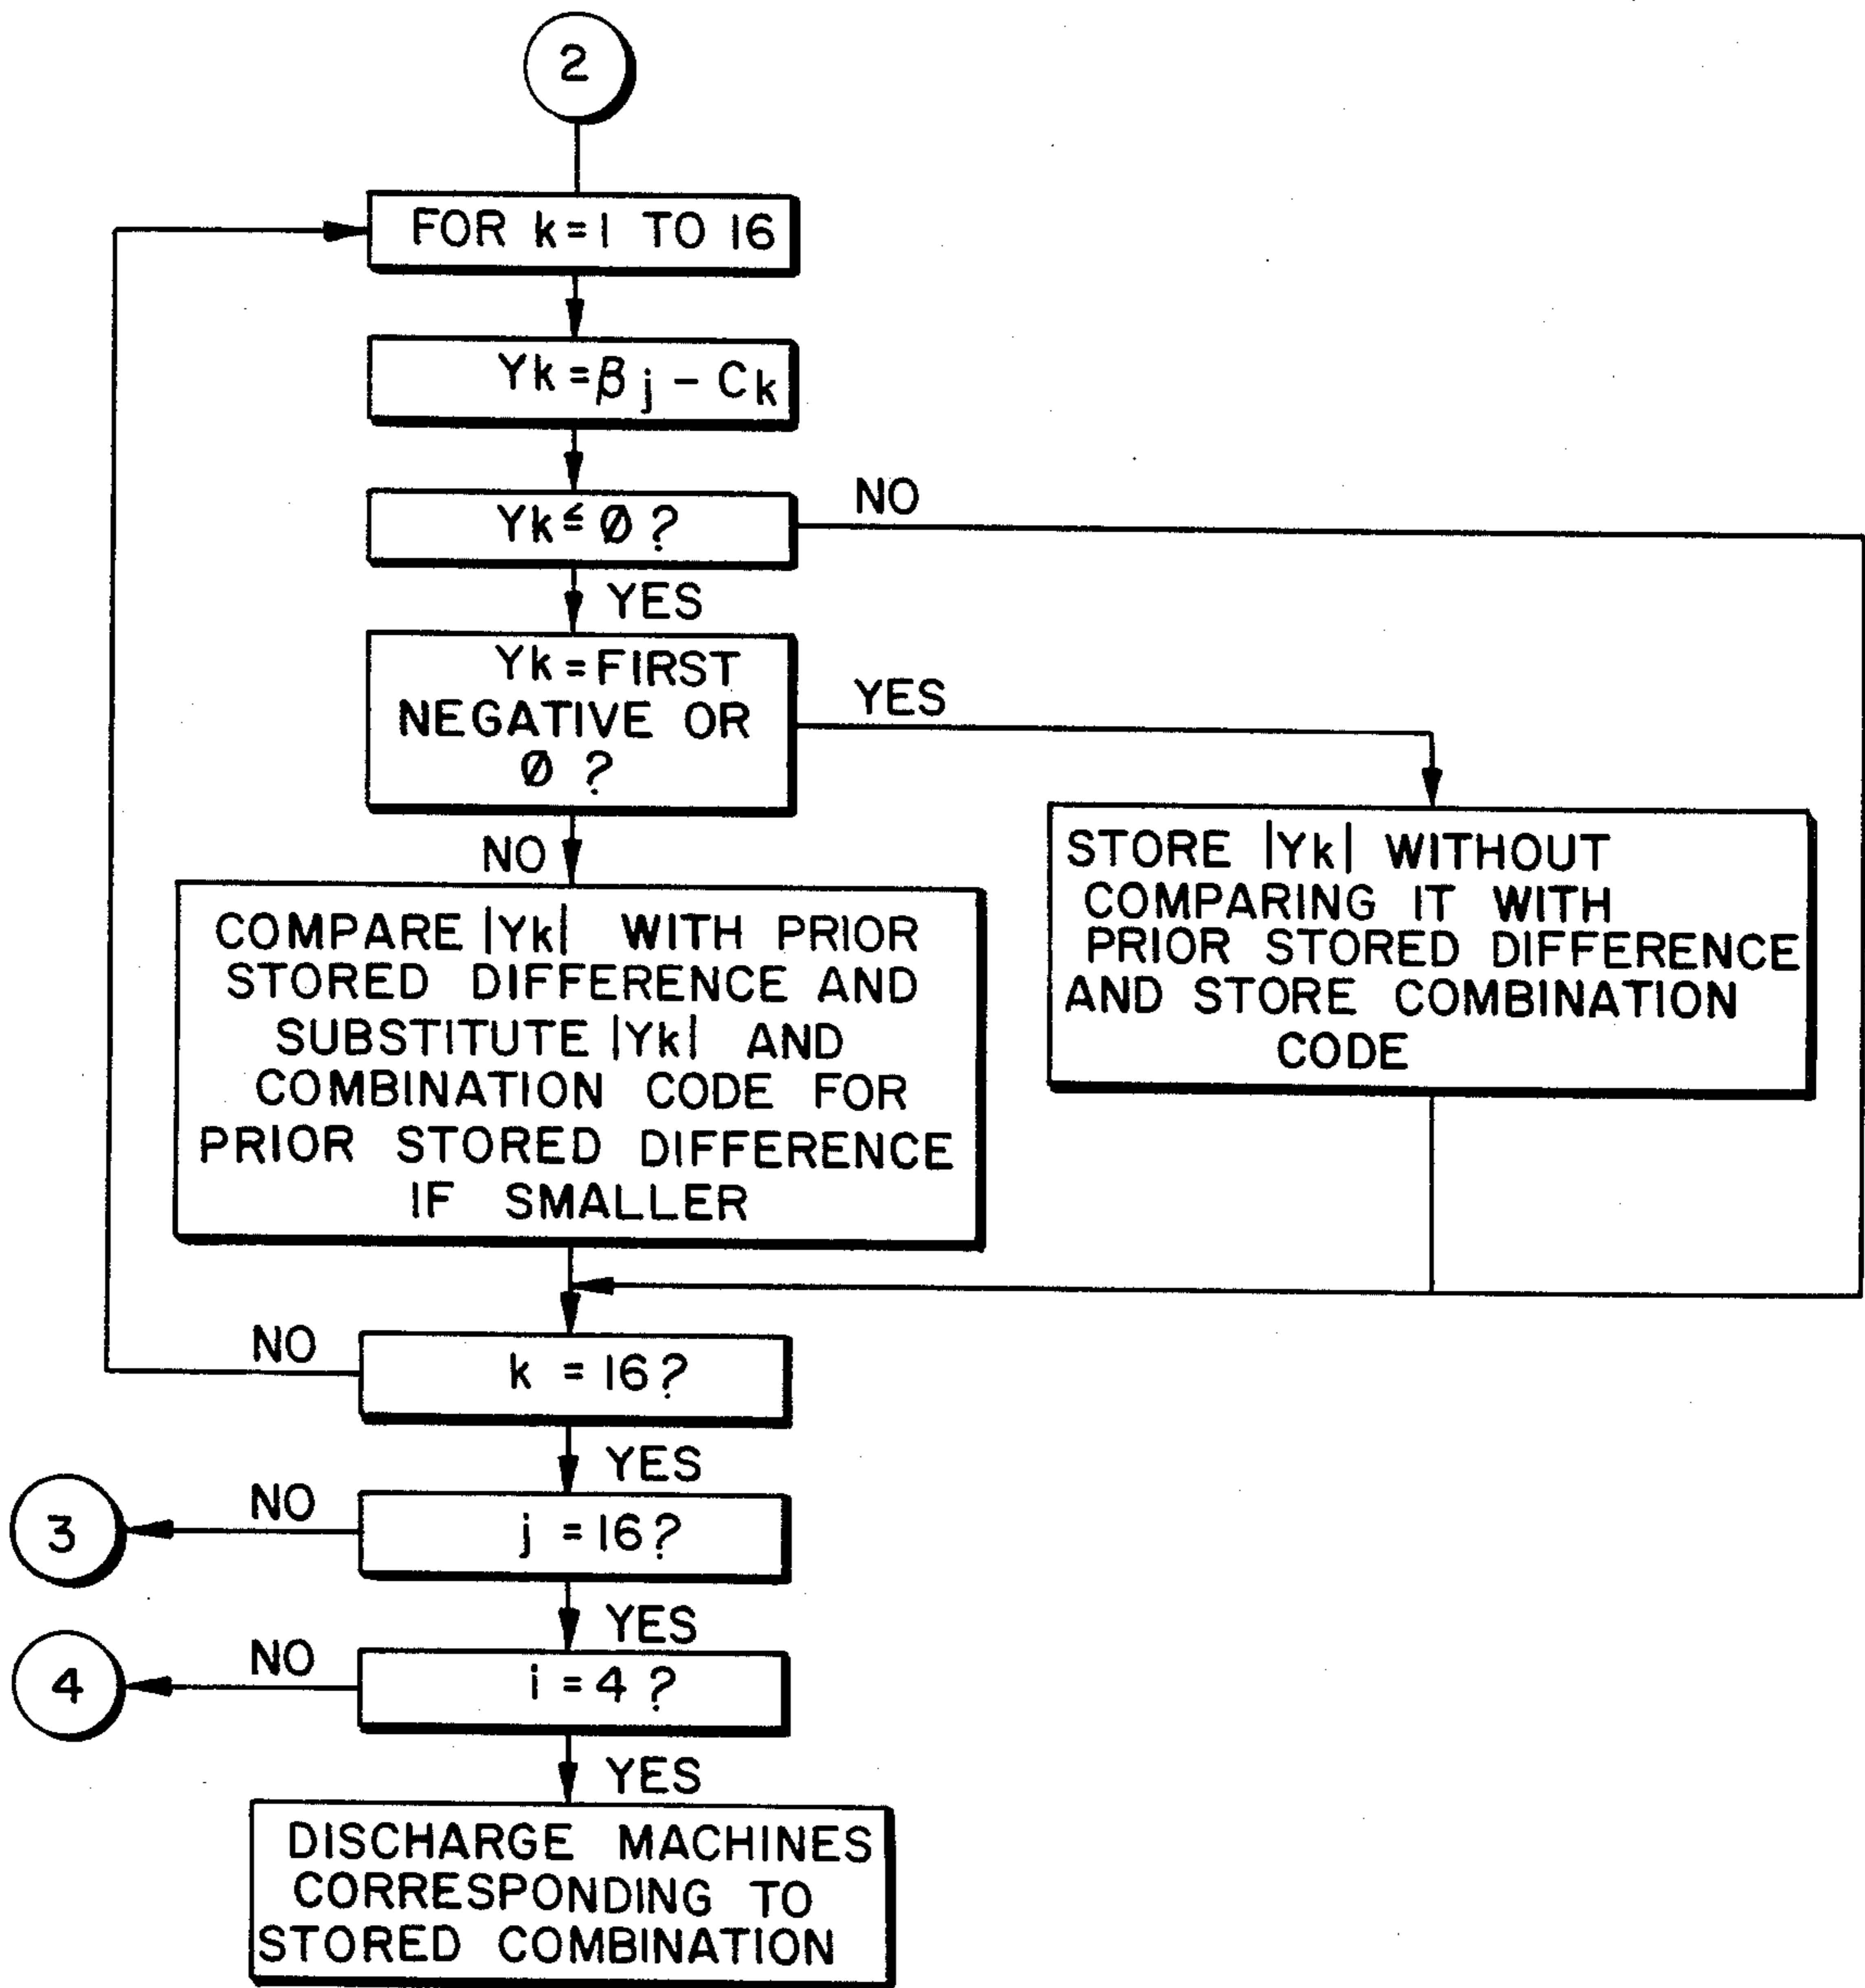 2
FOR k=1 TO 16
Yk=βj-Ck
Yk≦Ø?
NO
YES
Yk=FIRST
NEGATIVE OR
Ø ?
YES
NO
STORE |Yk| WITHOUT
COMPARING IT WITH
PRIOR STORED DIFFERENCE
AND STORE COMBINATION
CODE
COMPARE |Yk| WITH PRIOR
STORED DIFFERENCE AND
SUBSTITUTE |Yk| AND
COMBINATION CODE FOR
PRIOR STORED DIFFERENCE
IF SMALLER
NO
k = 16?
YES
3
NO
j = 16?
YES
4
NO
i = 4 ?
YES
DISCHARGE MACHINES
CORRESPONDING TO
STORED COMBINATION